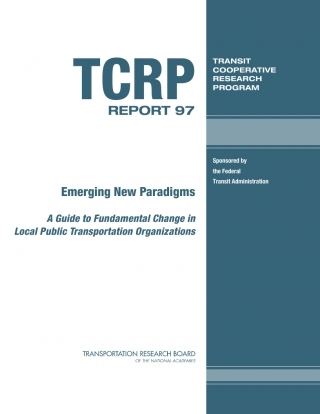 TCRP
REPORT 97
TRANSIT
COOPERATIVE
RESEARCH
PROGRAM
Sponsored by
the Federal
Transit Administration
Emerging New Paradigms
A Guide to Fundamental Change in
Local Public Transportation Organizations
TRANSPORTATION RESEARCH BOARD
OF THE NATIONAL ACADEMIES